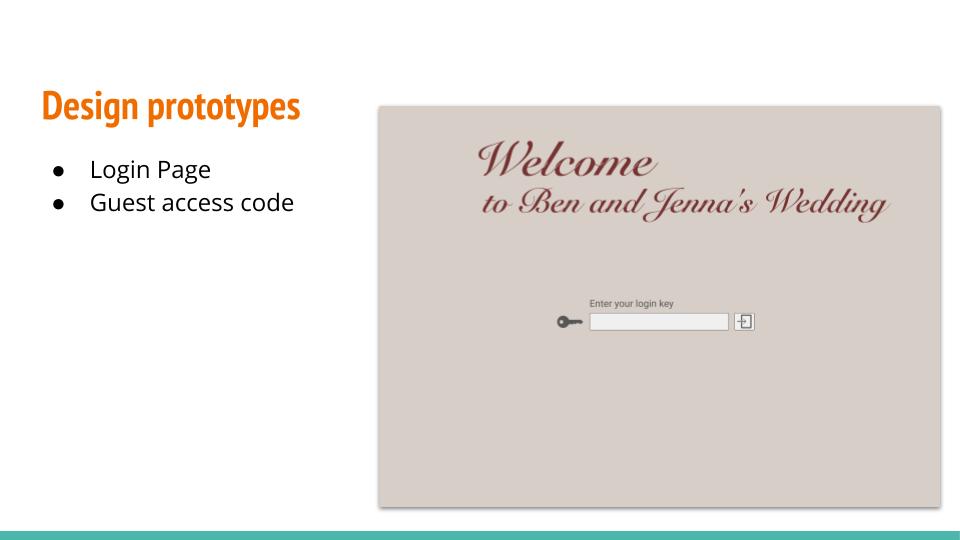 Design prototypes
● Login Page
● Guest access code
Welcome
to Ben and Jenna's Wedding
Enter your login key